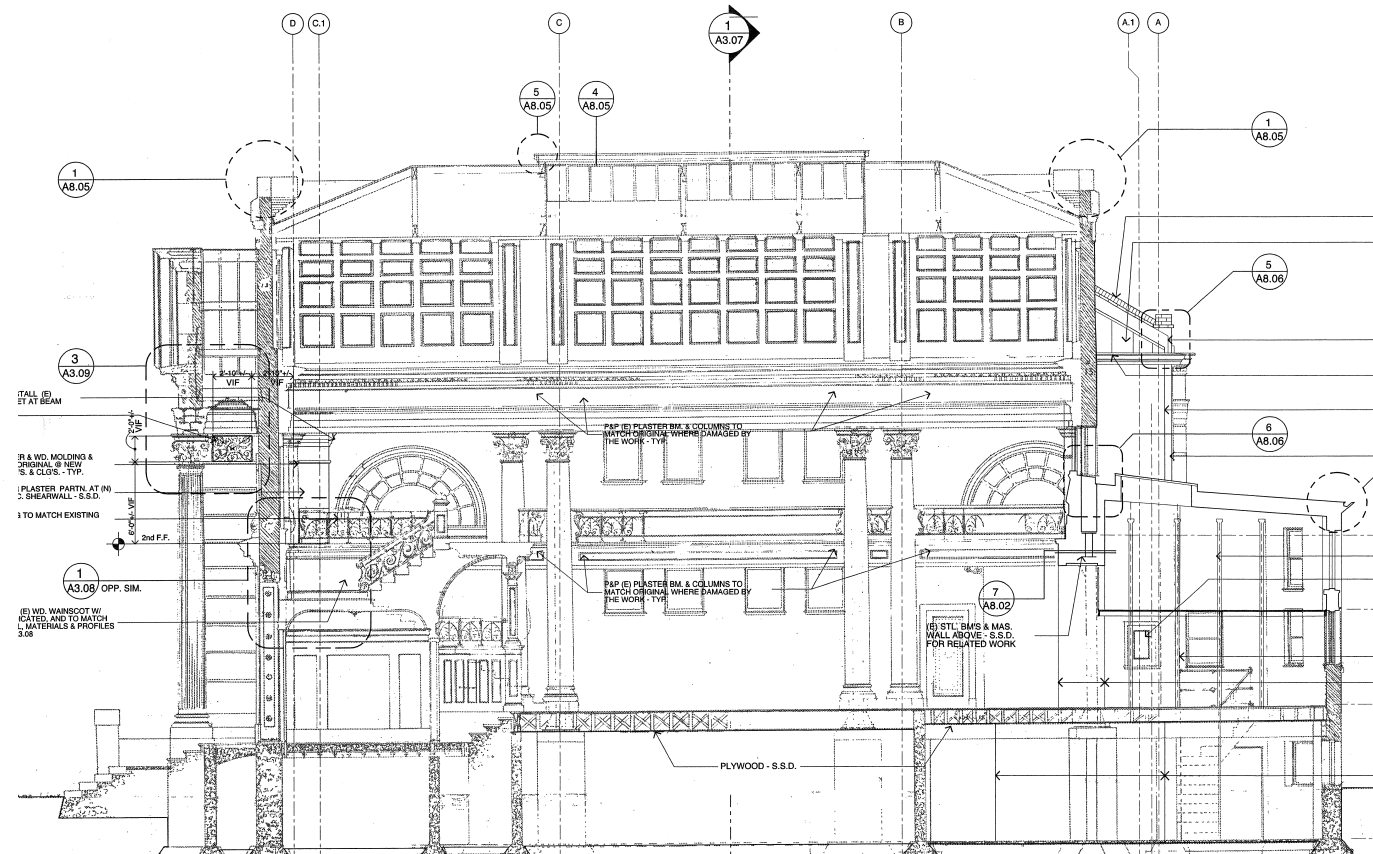 D
C.1
C
1
A3.07
B
A.1
A
5
A8.05
4
A8.05
1
A8.05
1
A8.05
5
A8.06
3
A3.09
2'-10"+/-
VIF
VIF
STALL (E)
ET AT BEAM
VIF
P&P (E) PLASTER BM. & COLUMNS TO
MATCH ORIGINAL WHERE DAMAGED BY
THE WORK - TYP.
6
A8.06
ER & WD. MOLDING &
ORIGINAL @ NEW
'S. & CLG'S. - TYP.
PLASTER PARTN. AT (N)
C. SHEARWALL - S.S.D.
TO MATCH EXISTING
6'-0"+/- VIF
2nd F.F.
1
A3.08 OPP. SIM.
P&P (E) PLASTER BM. & COLUMNS TO
MATCH ORIGINAL WHERE DAMAGED BY
THE WORK - TYP.
7
A8.02
(E) WD. WAINSCOT W/
ICATED, AND TO MATCH
L, MATERIALS & PROFILES
3.08
(E) STL. BM'S & MAS.
WALL ABOVE - S.S.D.
FOR RELATED WORK
PLYWOOD - S.S.D.